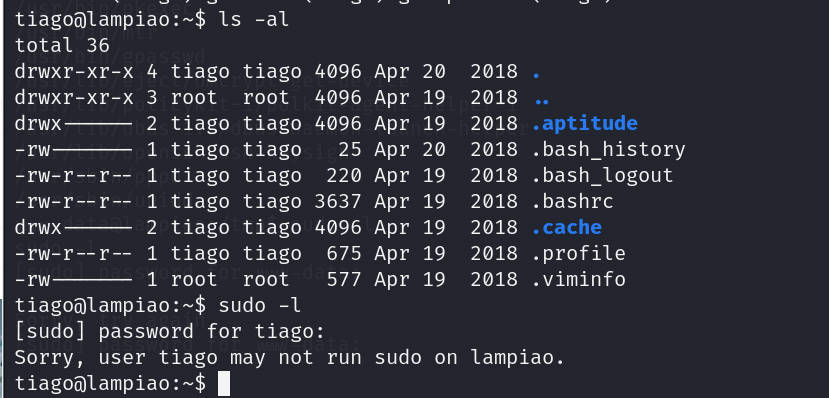 tiago@lampiao:~$ ls -al
total 36
drwxr-xr-x 4 tiago tiago 4096 Apr 20  2018 .
drwxr-xr-x 3 root  root  4096 Apr 19  2018 ..
drwx------ 2 tiago tiago 4096 Apr 19  2018 .aptitude
-rw------- 1 tiago tiago   25 Apr 20  2018 .bash_history
-rw-r--r-- 1 tiago tiago  220 Apr 19  2018 .bash_logout
-rw-r--r-- 1 tiago tiago 3637 Apr 19  2018 .bashrc
drwx------ 2 tiago tiago 4096 Apr 19  2018 .cache
-rw-r--r-- 1 tiago tiago  675 Apr 19  2018 .profile
-rw------- 1 root  root   577 Apr 19  2018 .viminfo
tiago@lampiao:~$ sudo -l
[sudo] password for tiago:
Sorry, user tiago may not run sudo on lampiao.
tiago@lampiao:~$